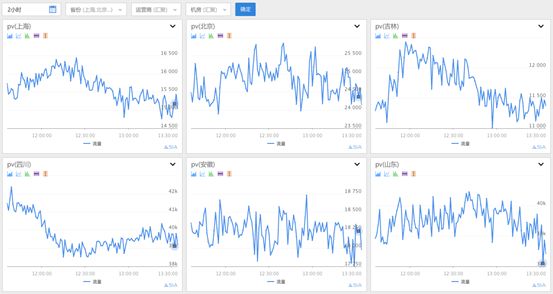 2小时 省份 (上海,北京...) 运营商 (汇聚) 机房 (汇聚) 确定
pv(上海) pv(北京) pv(吉林)
16 500 25 500
16 000 25 000 12 000
15 500
15 000 24 000 11 500
14 500 23 500 11 000
12:00:00 12:30:00 13:00:00 13:30:00 12:00:00 12:30:00 13:00:00 13:30:00 12:00:00 12:30:00 13:00:00 13:30:00
流量 流量 流量
pv(四川) pv(安徽) pv(山东)
42k 18 750
41k 18 500 40k
40k 18 250
39k
38k 38k
12:00:00 12:30:00 13:00:00 13:30:00 12:00:00 12:30:00 13:00:00 13:30:00 12:00:00 12:30:00 13:00:00 13:30:00
流量 流量 流量